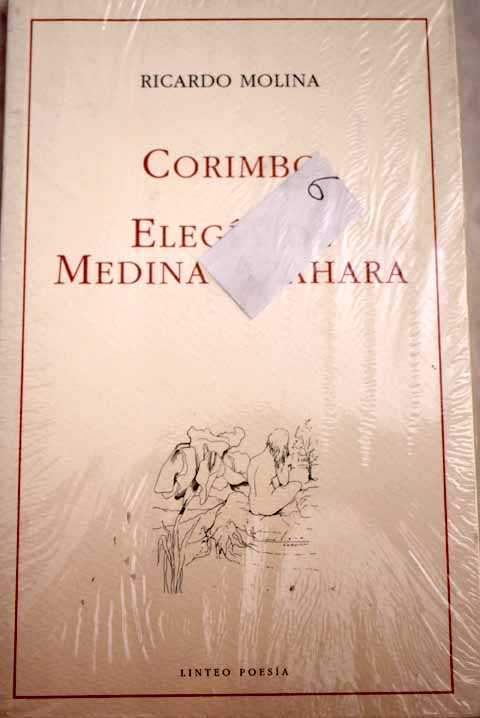 RICARDO MOLINA
CORIMBO
6
MEDINA
LINTEO POESÍA